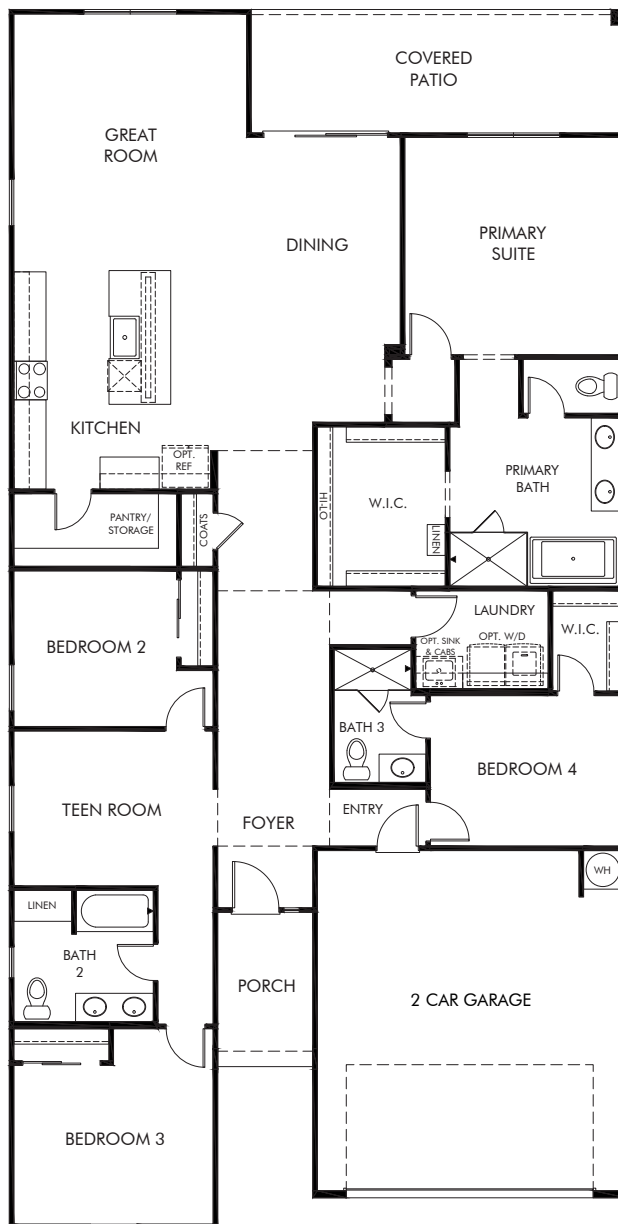 COVERED
PATIO
GREAT
ROOM
DINING
PRIMARY
SUITE
KITCHEN
OPT.
REF
PANTRY/
STORAGE
COATS
HI-LO
W.I.C.
LINEN
PRIMARY
BATH
BEDROOM 2
LAUNDRY
OPT. SINK
& CABS
OPT. W/D
W.I.C.
BATH 3
BEDROOM 4
TEEN ROOM
FOYER
ENTRY
WH
LINEN
BATH
2
PORCH
2 CAR GARAGE
BEDROOM 3